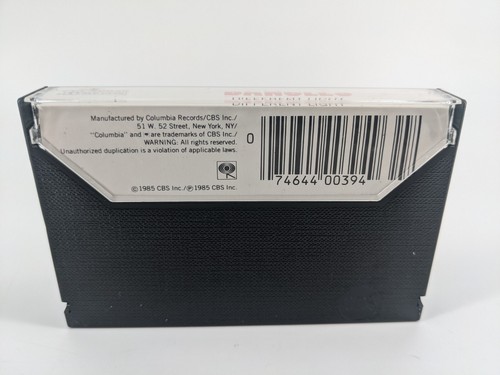 DIFFERENT LIGHT
Manufactured by Columbia Records/CBS Inc./
51 W. 52 Street, New York, NY/
"Columbia" and are trademarks of CBS Inc./
WARNING: All rights reserved.
Unauthorized duplication is a violation of applicable laws.
© 1985 CBS Inc./℗ 1985 CBS Inc.
0
74644 00394